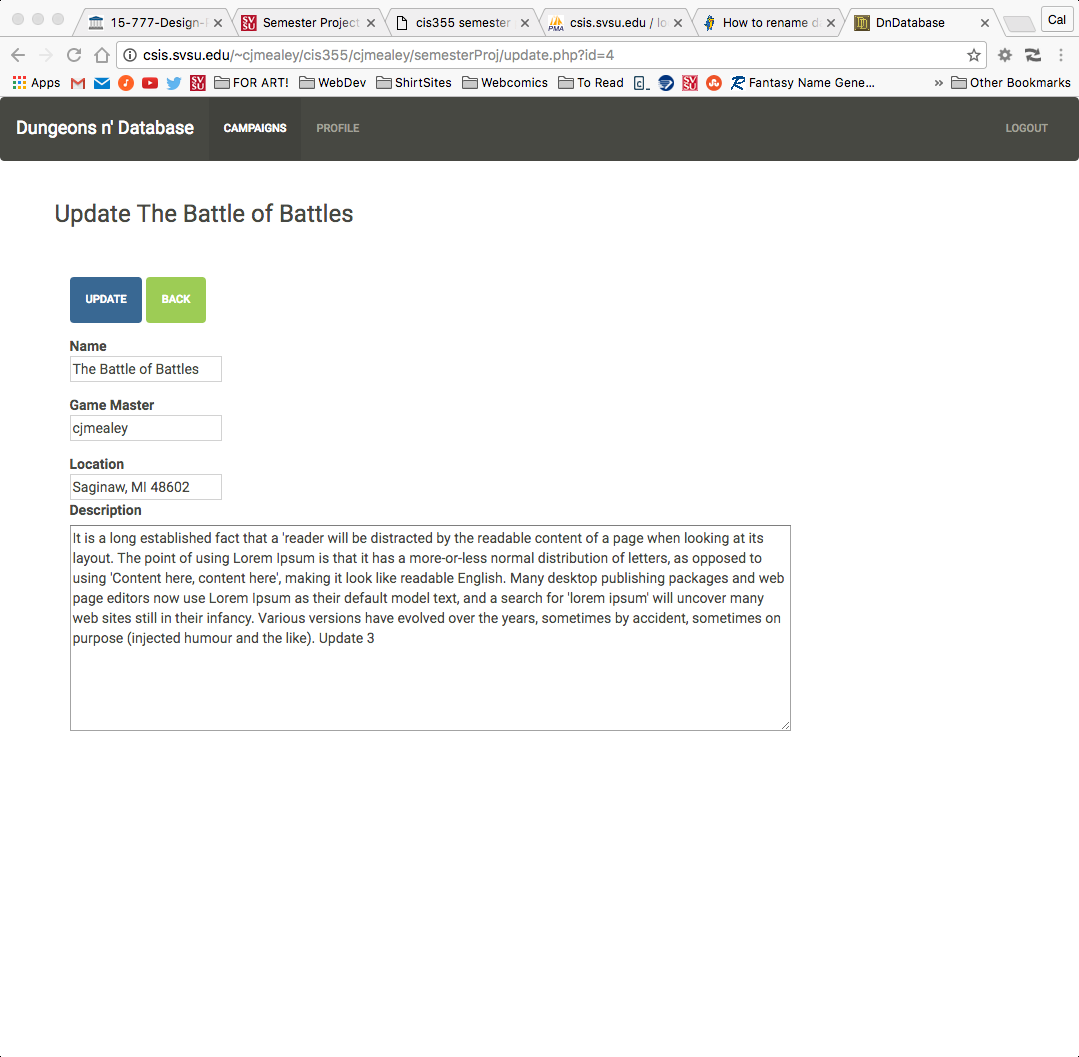 15-777-Design-
Semester Project
cis355 semester
csis.svsu.edu / lo
How to rename d
DnDatabase
Cal
csis.svsu.edu/~cjmealey/cis355/cjmealey/semesterProj/update.php?id=4
Apps FOR ART! WebDev ShirtSites Webcomics To Read Fantasy Name Gene... » Other Bookmarks
Dungeons n' Database CAMPAIGNS PROFILE LOGOUT
Update The Battle of Battles
UPDATE BACK
Name
The Battle of Battles
Game Master
cjmealey
Location
Saginaw, MI 48602
Description
It is a long established fact that a 'reader will be distracted by the readable content of a page when looking at its
layout. The point of using Lorem Ipsum is that it has a more-or-less normal distribution of letters, as opposed to
using 'Content here, content here', making it look like readable English. Many desktop publishing packages and web
page editors now use Lorem Ipsum as their default model text, and a search for 'lorem ipsum' will uncover many
web sites still in their infancy. Various versions have evolved over the years, sometimes by accident, sometimes on
purpose (injected humour and the like). Update 3